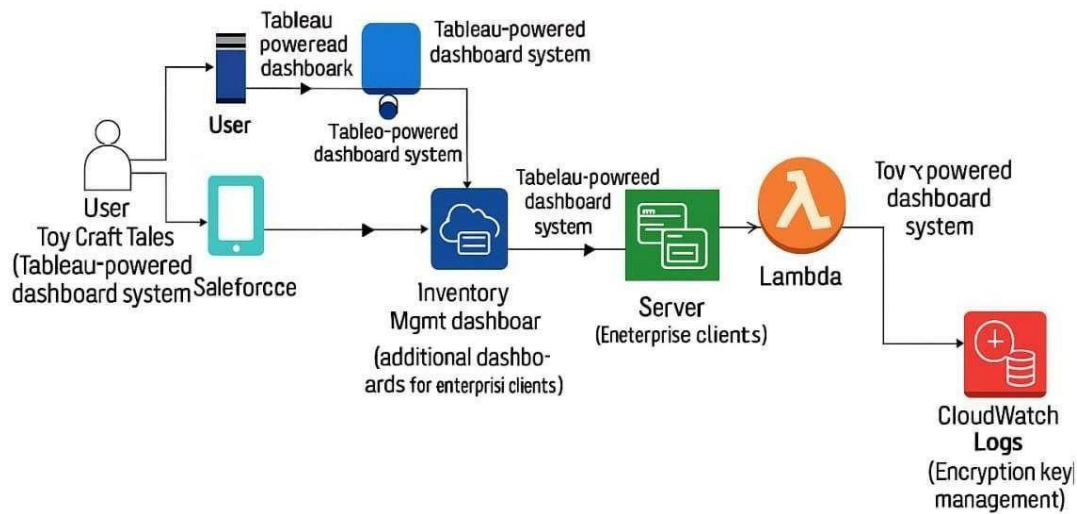 Tableau
poweread
dashboark
Tableau-powered
dashboard system
User
Tableo-powered
dashboard system
User
Toy Craft Tales
(Tableau-powered
dashboard system
Saleforcce
Tabelau-powreed
dashboard
system
Inventory
Mgmt dashboar
(additional dashbo-
ards for enterprisi clients)
Server
(Eneterprise clients)
λ
Lambda
powered
dashboard
system
CloudWatch
Logs
(Encryption key
management)